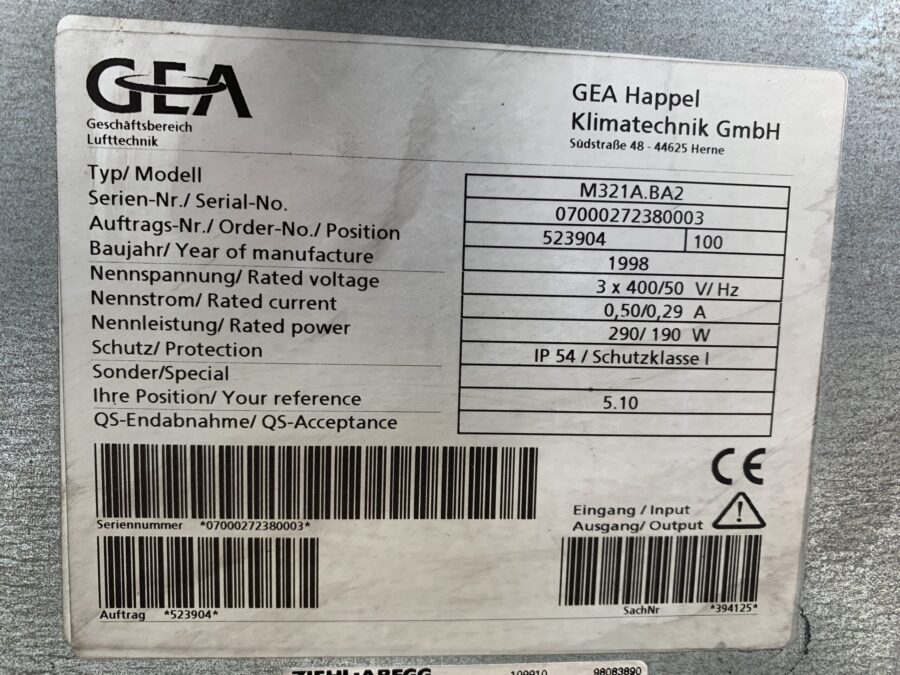 GEA
Geschäftsbereich
Lufttechnik
GEA Happel
Klimatechnik GmbH
Südstraße 48 - 44625 Herne
Typ/ Modell M321A.BA2
Serien-Nr./ Serial-No. 07000272380003
Auftrags-Nr./ Order-No./ Position 523904 100
Baujahr/ Year of manufacture 1998
Nennspannung/ Rated voltage 3 x 400/50 V/ Hz
Nennstrom/ Rated current 0,50/0,29 A
Nennleistung/ Rated power 290/ 190 W
Schutz/ Protection IP 54 / Schutzklasse I
Sonder/Special
Ihre Position/ Your reference 5.10
QS-Endabnahme/ QS-Acceptance
CE
Seriennummer *07000272380003*
Eingang / Input
Ausgang/ Output
!
Auftrag *523904*
SachNr *394125*
ZIEHL-ABEGG 109910 98083890